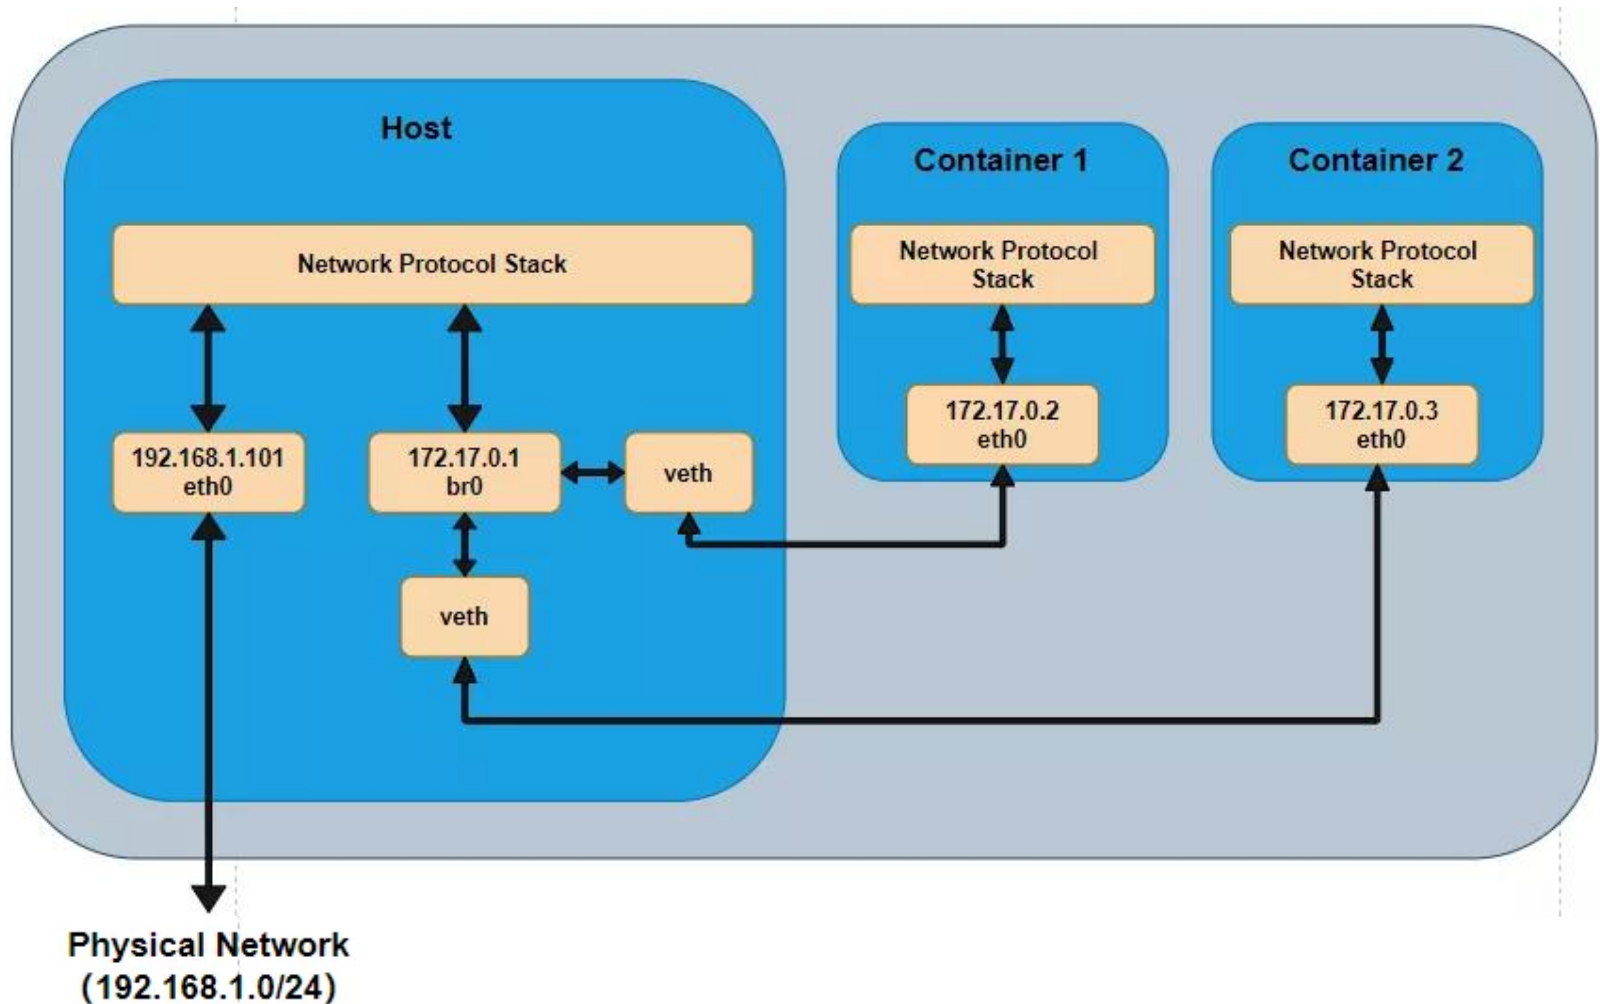 Host
Container 1
Container 2
Network Protocol Stack
Network Protocol
Stack
Network Protocol
Stack
192.168.1.101
eth0
172.17.0.1
br0
veth
172.17.0.2
eth0
172.17.0.3
eth0
veth
Physical Network
(192.168.1.0/24)